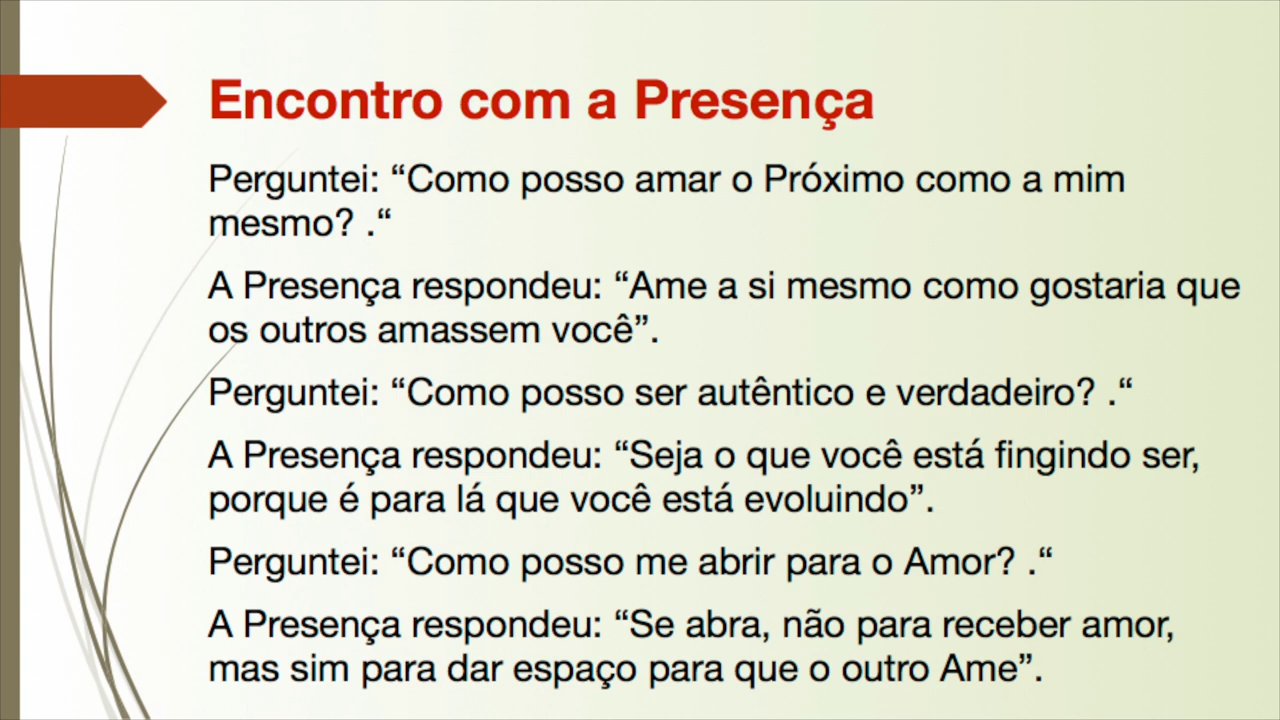 Encontro com a Presença
Perguntei: “Como posso amar o Próximo como a mim
mesmo? .“
A Presença respondeu: “Ame a si mesmo como gostaria que
os outros amassem você”.
Perguntei: “Como posso ser autêntico e verdadeiro? .“
A Presença respondeu: “Seja o que você está fingindo ser,
porque é para lá que você está evoluindo”.
Perguntei: “Como posso me abrir para o Amor? .“
A Presença respondeu: “Se abra, não para receber amor,
mas sim para dar espaço para que o outro Ame”.